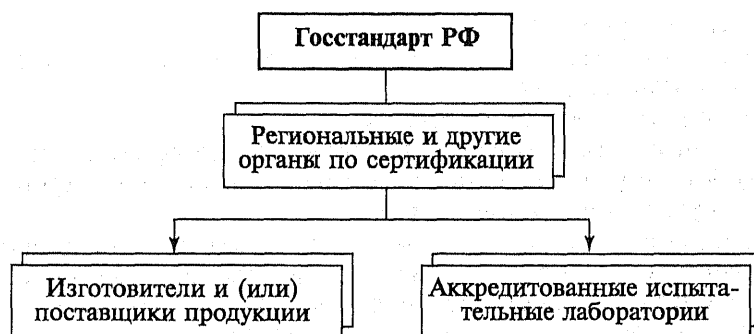 Госстандарт РФ
Региональные и другие
органы по сертификации
Изготовители и (или)
поставщики продукции
Аккредитованные испыта-
тельные лаборатории